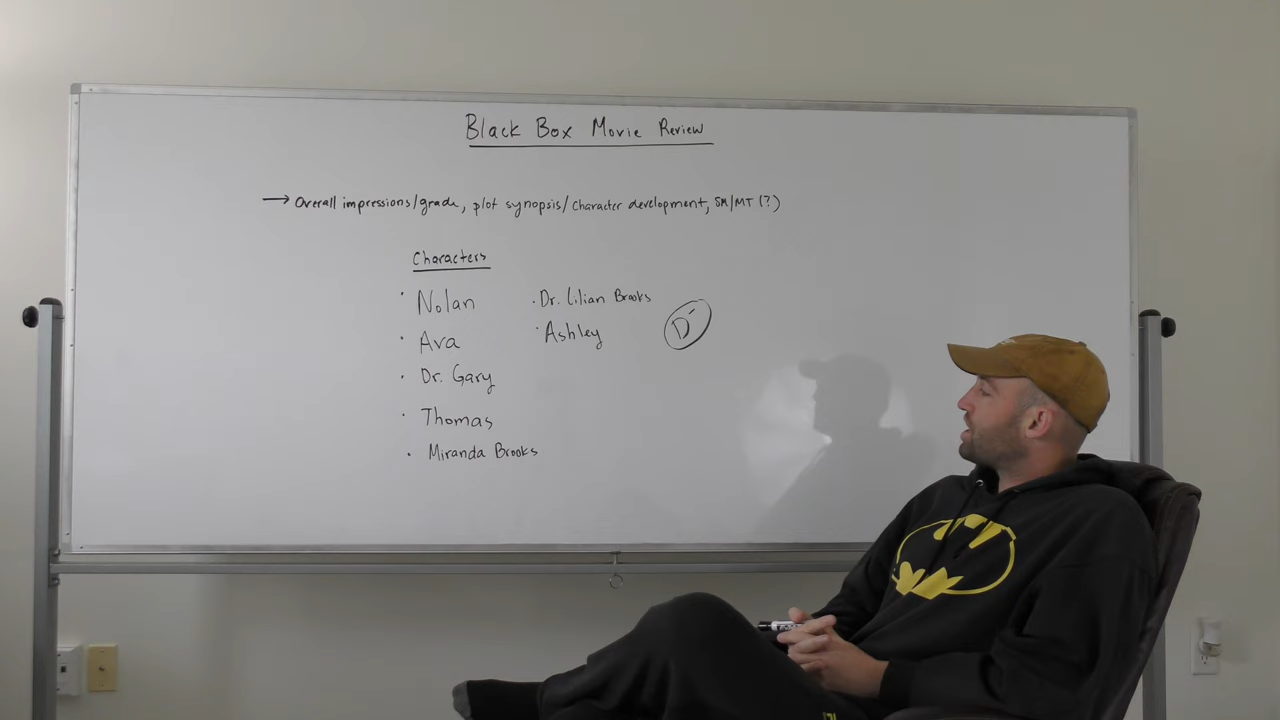 Black Box Movie Review
→ Overall impressions/grade, plot synopsis/character development, SM/MT (?)
Characters
· Nolan
· Ava
· Dr. Gary
· Thomas
· Miranda Brooks
· Dr. Lilian Brooks
· Ashley
D-